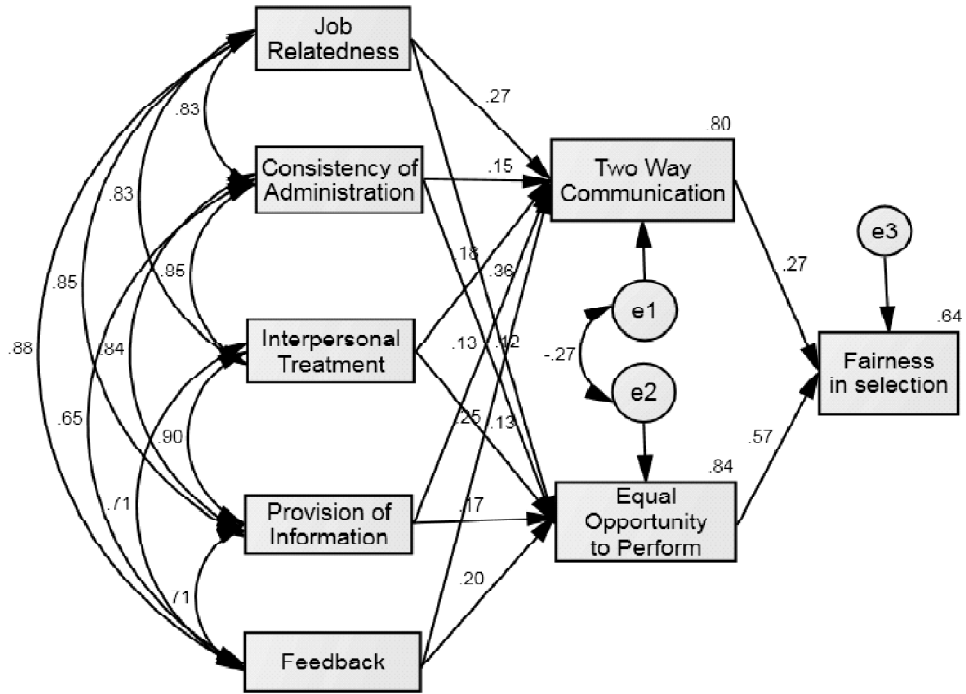 Job
Relatedness
.27
.83
.80
Consistency of
Administration
.15
Two Way
Communication
.83
e3
.18
.36
.27
.95
.85
e1
.64
Interpersonal
Treatment
.13
.12
-.27
Fairness
in selection
.88
.84
e2
.65
.25
.13
.57
.90
.84
.71
Provision of
Information
.17
Equal
Opportunity
to Perform
.20
.71
Feedback